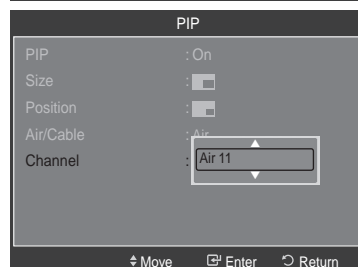 PIP
PIP : On
Size :
Position :
Air/Cable : Air
Channel : Air 11
Move Enter Return